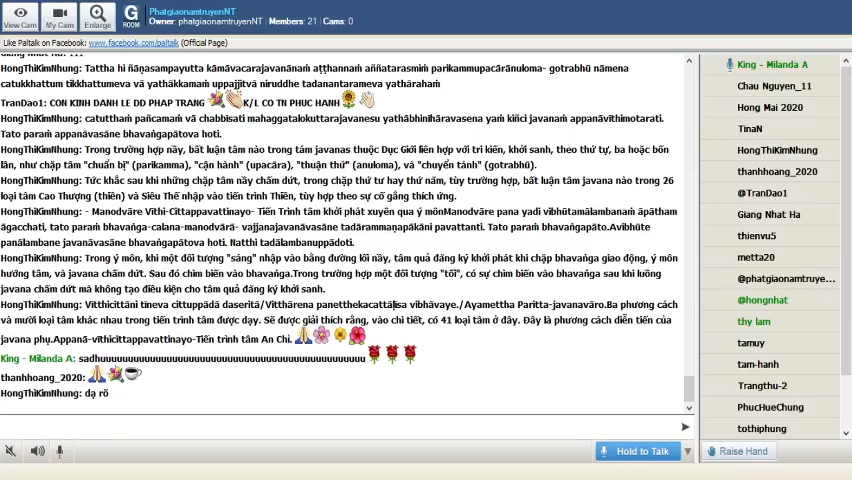 View Cam
My Cam
Enlarge
G
ROOM
PhatgiaonamtruyenNT
Owner: phatgiaonamtruyenNT | Members: 21 | Cams: 0
Like Paltalk on Facebook: www.facebook.com/paltalk (Official Page)
HongThiKimNhung: Tattha hi ñāṇasampayutta kāmāvacarajavanānaṁ aṭṭhannaṁ aññatarasmiṁ parikammupacārānuloma- gotrabhū nāmena
catukkhattum tikkhattumeva vā yathākkamaṁ uppajjitvā niruddhe tadanantarameva yathārahaṁ
TranDao1: CON KINH DANH LE DD PHAP TRANG K/L CO TN PHUC HANH
catutthaṁ pañcamaṁ vā chabbisati mahaggatalokuttarajavanesu yathābhinihāravasena yaṁ kiñci javanaṁ appanāvīthimotarati.
Tato paraṁ appanāvasāne bhavaṅgapātova hoti.
HongThiKimNhung: Trong trường hợp nầy, bất luận tâm nào trong tám javanas thuộc Dục Giới liên hợp với tri kiến, khởi sanh, theo thứ tự, ba hoặc bốn
lần, như chặp tâm "chuẩn bị" (parikamma), "cận hành" (upacāra), "thuận thứ" (anuloma), và "chuyển tánh" (gotrabhū).
HongThiKimNhung: Tức khắc sau khi những chặp tâm nầy chấm dứt, trong chặp thứ tư hay thứ năm, tùy trường hợp, bất luận tâm javana nào trong 26
loại tâm Cao Thượng (thiền) và Siêu Thế nhập vào tiến trình Thiền, tùy hợp theo sự cố gắng thích ứng.
HongThiKimNhung: - Manodvāre Vīthi-Cittappavattinayo- Tiến Trình tâm khởi phát xuyên qua ý mônManodvāre pana yadi vibhūtamālambanaṁ āpātham
āgacchati, tato paraṁ bhavaṅga-calana-manodvārā- vajjanajavanāvasāne tadārammaṇapākāni pavattanti. Tato paraṁ bhavaṅgapāto.Avibhūte
panālambane javanāvasāne bhavaṅgapātova hoti. Natthi tadālambanuppādoti.
HongThiKimNhung: Trong ý môn, khi một đối tượng "sáng" nhập vào bằng đường lối nầy, tâm quả đăng ký khởi phát khi chặp bhavaṅga giao động, ý môn
hướng tâm, và javana chấm dứt. Sau đó chìm biến vào bhavaṅga.Trong trường hợp một đối tượng "tối", có sự chìm biến vào bhavaṅga sau khi luồng
javana chấm dứt mà không tạo điều kiện cho tâm quả đăng ký khởi sanh.
HongThiKimNhung: Vīthicittāni tīneva cittuppādā daseritā/Vitthārena panetthekacattāḷīsa vibhāvaye./Ayamettha Paritta-javanavāro.Ba phương cách
và mười loại tâm khác nhau trong tiến trình tâm được dạy. Sẽ được giải thích rằng, vào chi tiết, có 41 loại tâm ở đây. Đây là phương cách diễn tiến của
javana phụ.Appanā-vīthicittappavattinayo-Tiến trình tâm An Chỉ.
King - Milanda A: sadhuuuuuuuuuuuuuuuuuuuuuuuuuuuuuuuuuuuuuuuuuuuuu
thanhhoang_2020:
HongThiKimNhung: dạ rõ
Hold to Talk
King - Milanda A
Chau Nguyen_11
Hong Mai 2020
TinaN
HongThiKimNhung
thanhhoang_2020
@TranDao1
Giang Nhat Ha
thienvu5
metta20
@phatgiaonamtruye...
@hongnhat
thy lam
tamuy
tam-hanh
Trangthu-2
PhucHueChung
tothiphung
Raise Hand